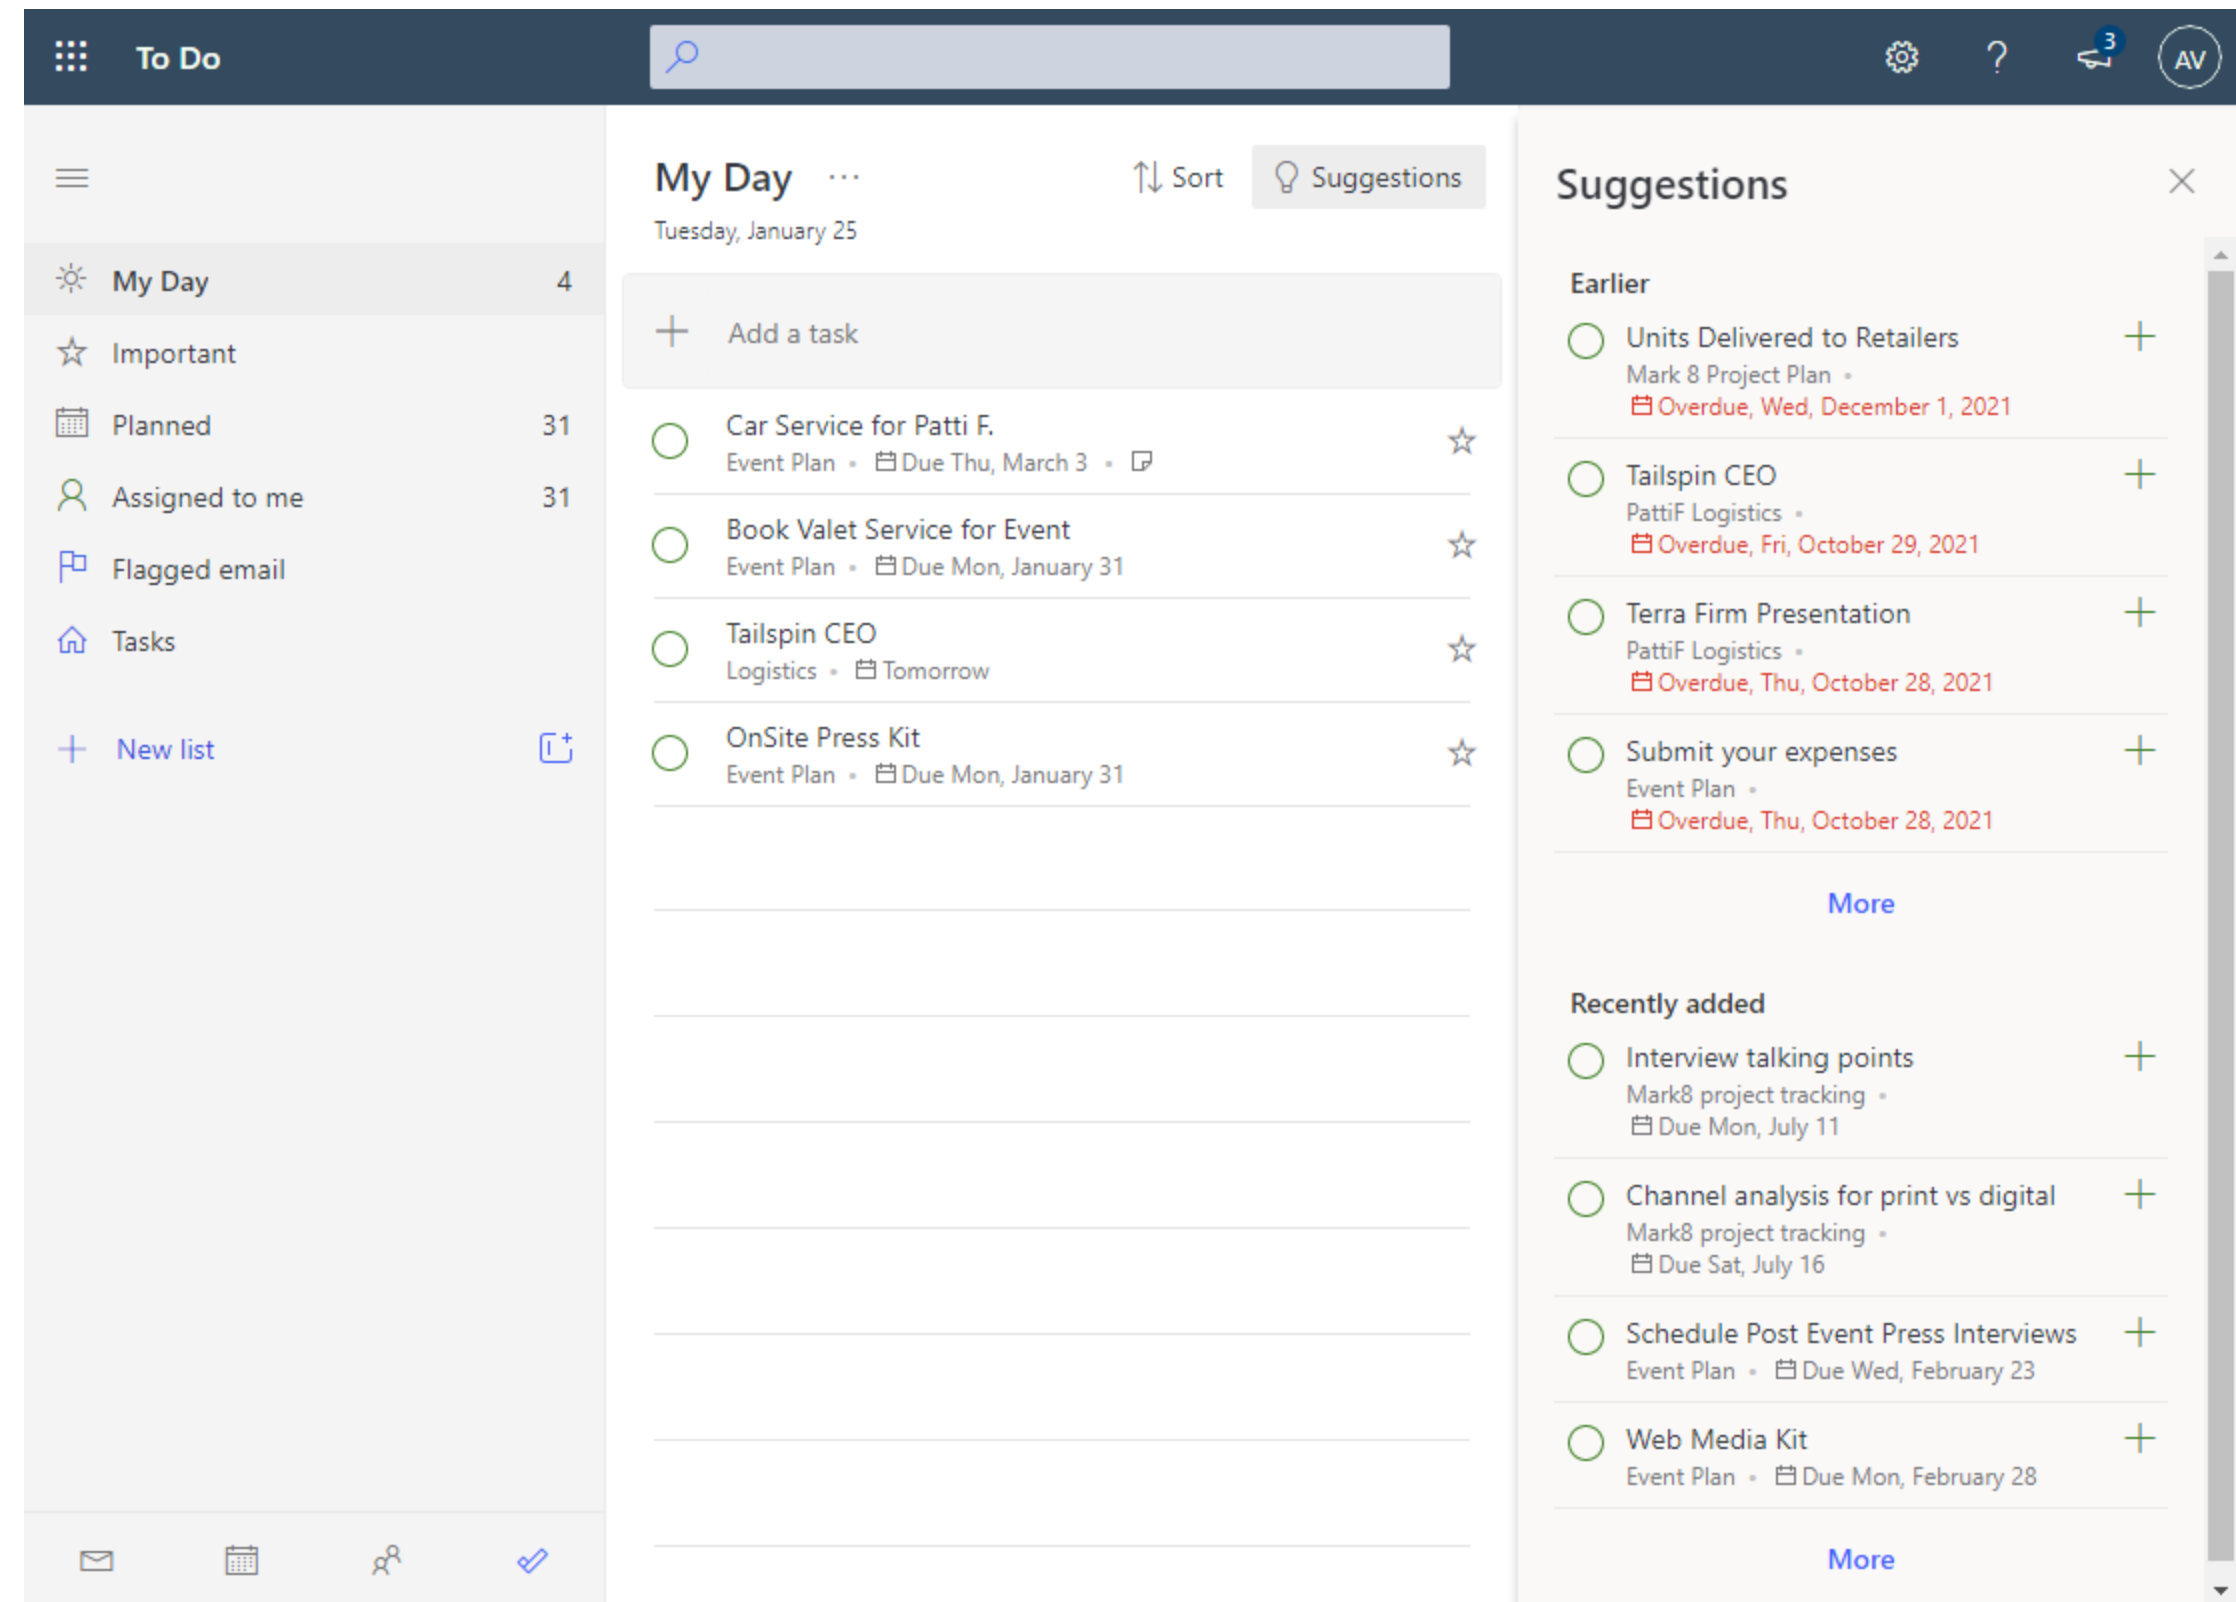 To Do
3
AV
My Day 4
Important
Planned 31
Assigned to me 31
Flagged email
Tasks
New list
My Day ...
Sort
Suggestions
Tuesday, January 25
Add a task
Car Service for Patti F.
Event Plan • Due Thu, March 3 •
Book Valet Service for Event
Event Plan • Due Mon, January 31
Tailspin CEO
Logistics • Tomorrow
OnSite Press Kit
Event Plan • Due Mon, January 31
Suggestions
Earlier
Units Delivered to Retailers
Mark 8 Project Plan •
Overdue, Wed, December 1, 2021
Tailspin CEO
PattiF Logistics •
Overdue, Fri, October 29, 2021
Terra Firm Presentation
PattiF Logistics •
Overdue, Thu, October 28, 2021
Submit your expenses
Event Plan •
Overdue, Thu, October 28, 2021
More
Recently added
Interview talking points
Mark8 project tracking •
Due Mon, July 11
Channel analysis for print vs digital
Mark8 project tracking •
Due Sat, July 16
Schedule Post Event Press Interviews
Event Plan • Due Wed, February 23
Web Media Kit
Event Plan • Due Mon, February 28
More